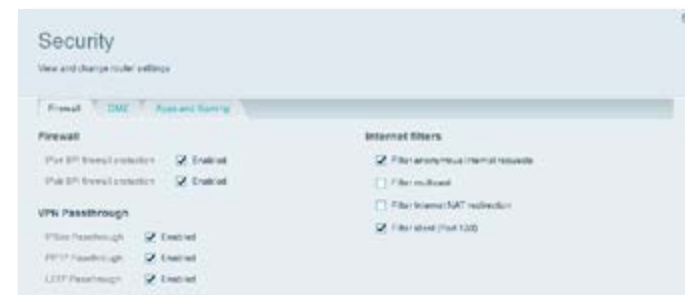 Security
View and change router settings
Firewall DMZ Apps and Gaming
Firewall
IPv4 SPI firewall protection Enabled
IPv6 SPI firewall protection Enabled
VPN Passthrough
IPSec Passthrough Enabled
PPTP Passthrough Enabled
L2TP Passthrough Enabled
Internet filters
Filter anonymous Internet requests
Filter multicast
Filter Internet NAT redirection
Filter ident (Port 113)